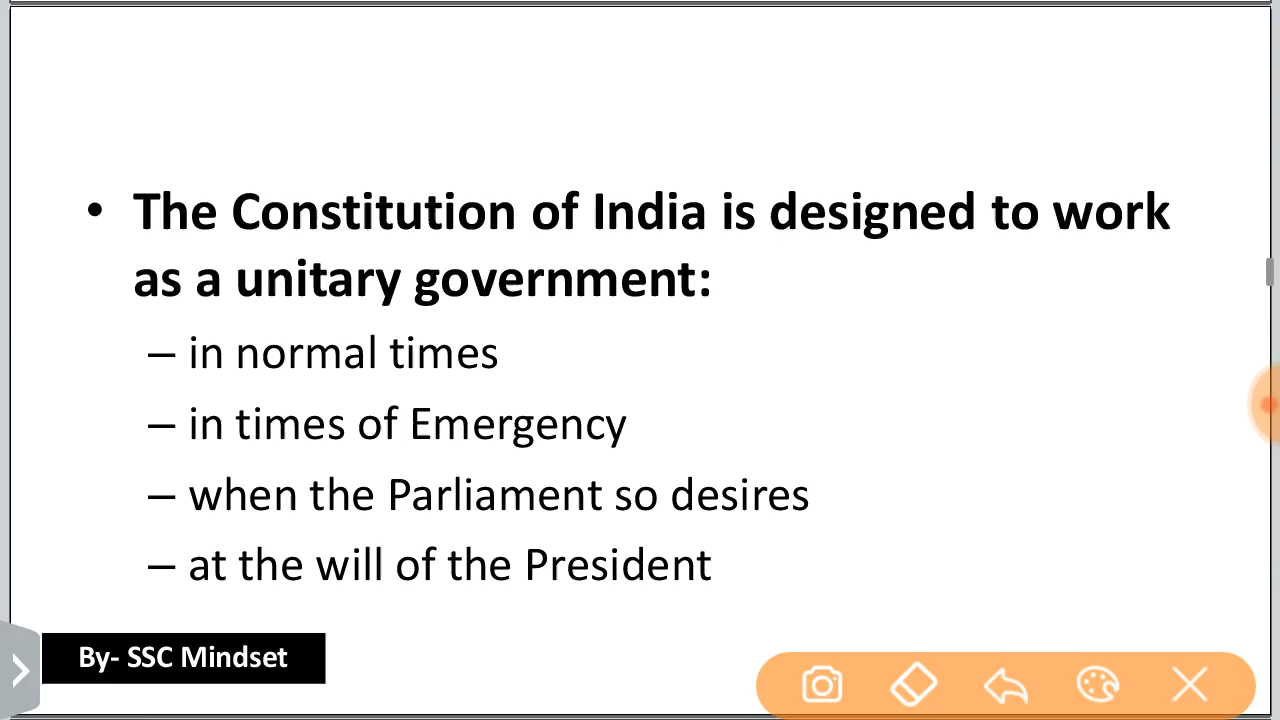 • The Constitution of India is designed to work
as a unitary government:
– in normal times
– in times of Emergency
– when the Parliament so desires
– at the will of the President
By- SSC Mindset